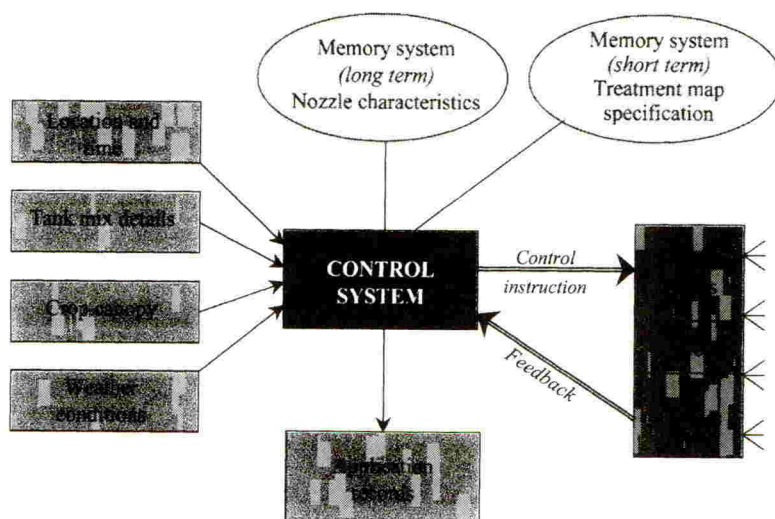 Memory system
(long term)
Nozzle characteristics
Memory system
(short term)
Treatment map
specification
Location and
time
Tank mix details
Crop canopy
Weather
conditions
CONTROL
SYSTEM
Control
instruction
Feedback
Application
records